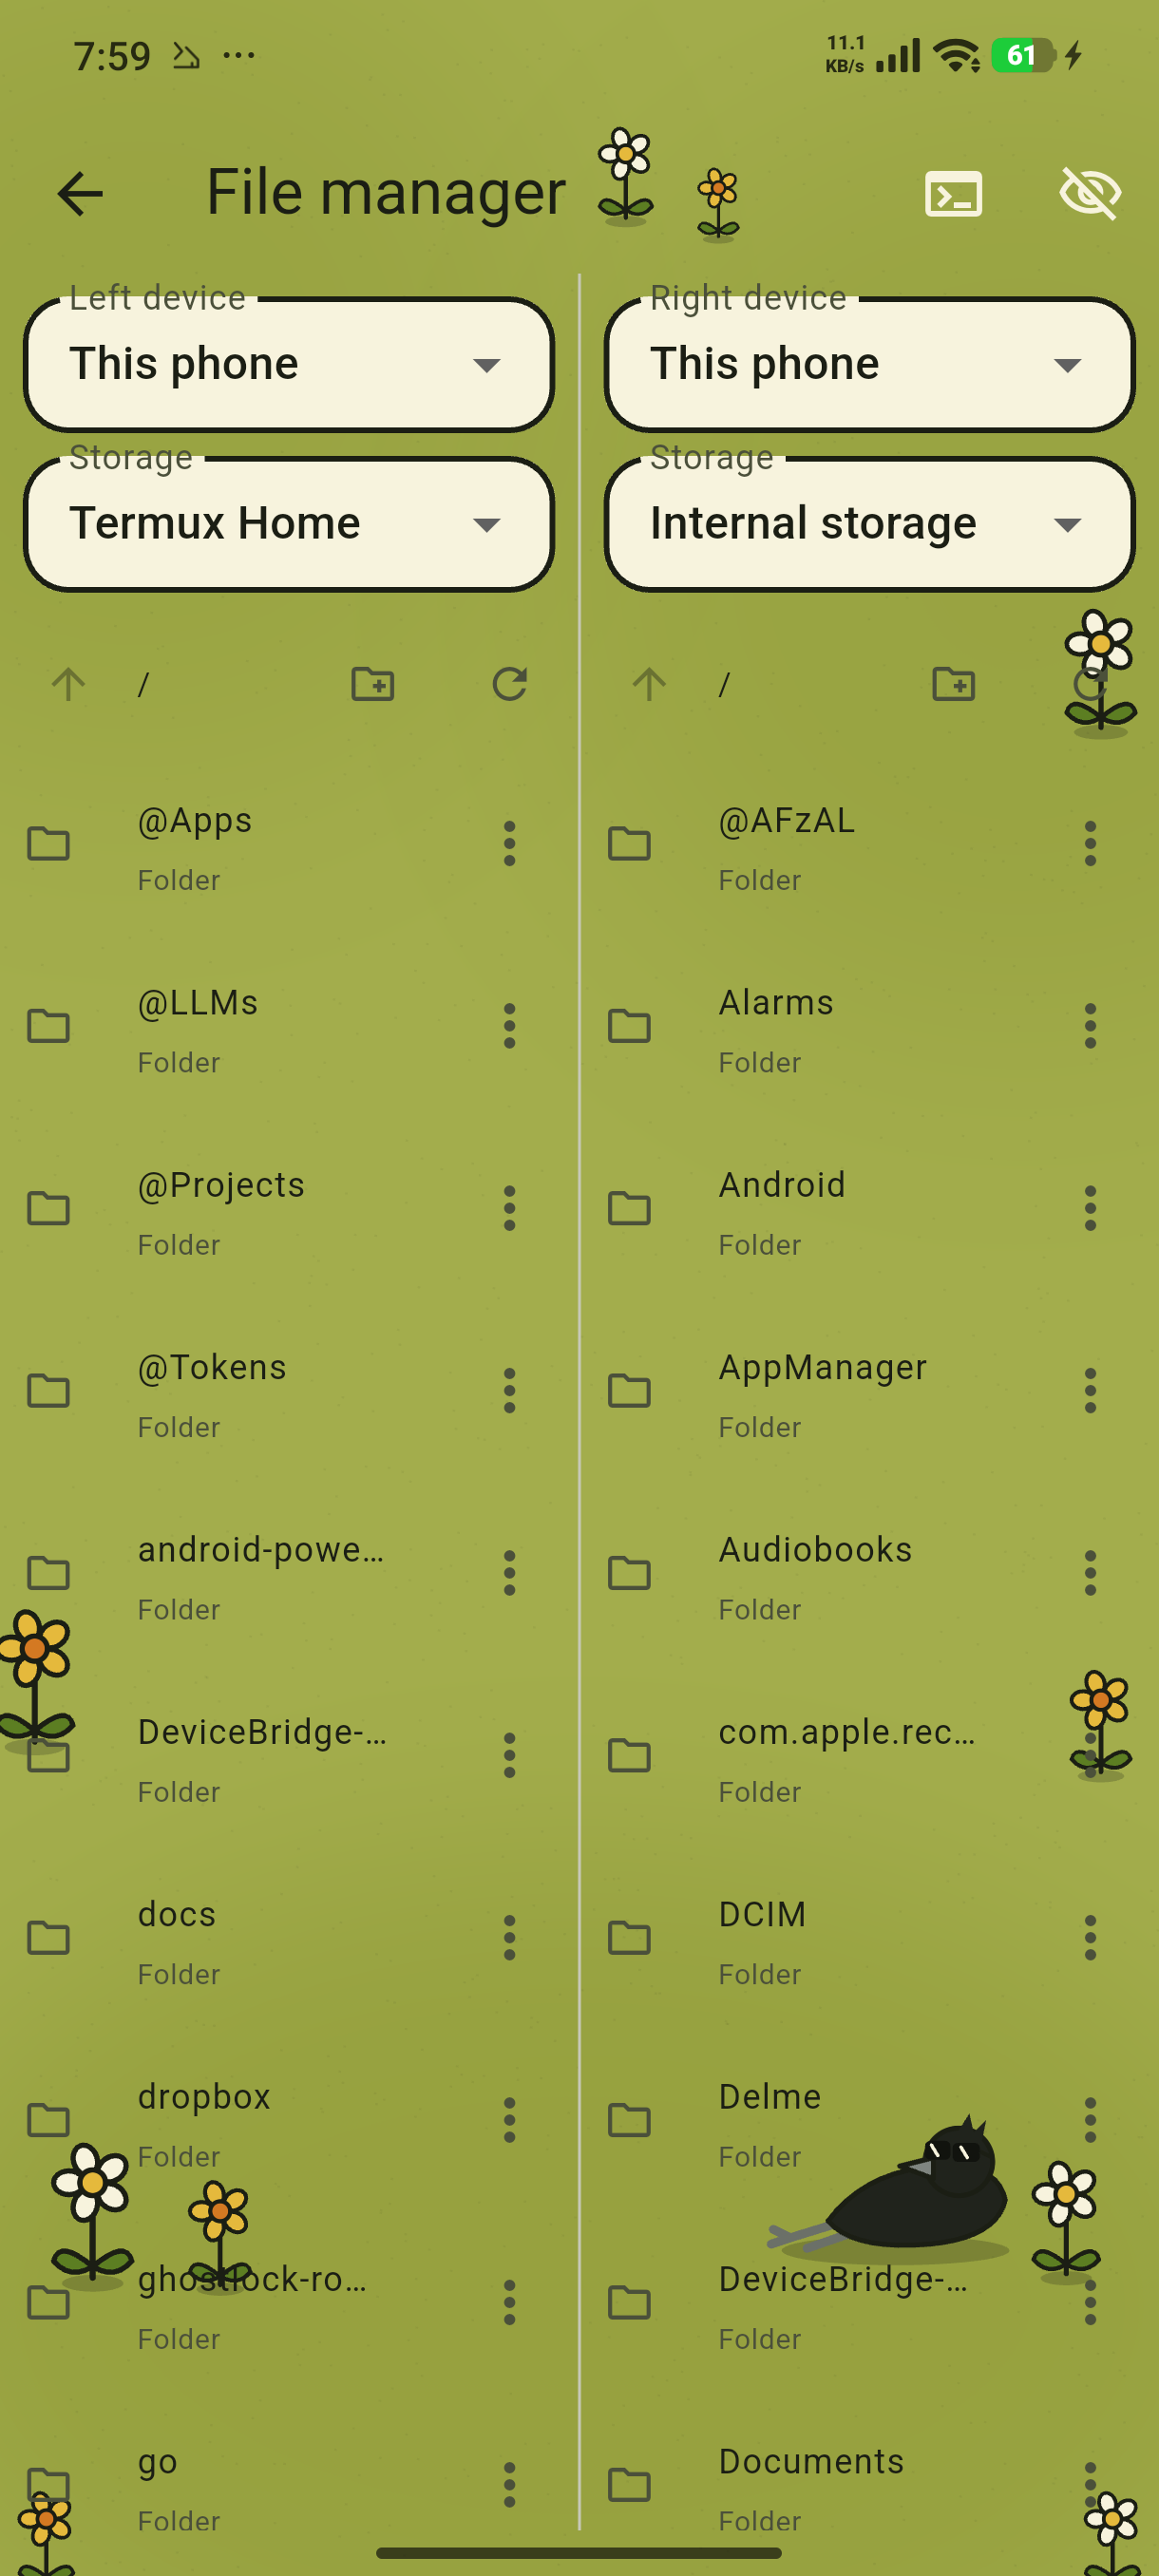 7:59
11.1
KB/s
61
File manager
Left device
This phone
Right device
This phone
Storage
Termux Home
Storage
Internal storage
/
/
@Apps
Folder
@AFzAL
Folder
@LLMs
Folder
Alarms
Folder
@Projects
Folder
Android
Folder
@Tokens
Folder
AppManager
Folder
android-powe...
Folder
Audiobooks
Folder
DeviceBridge-...
Folder
com.apple.rec...
Folder
docs
Folder
DCIM
Folder
dropbox
Folder
Delme
Folder
ghostlock-ro...
Folder
DeviceBridge-...
Folder
go
Folder
Documents
Folder